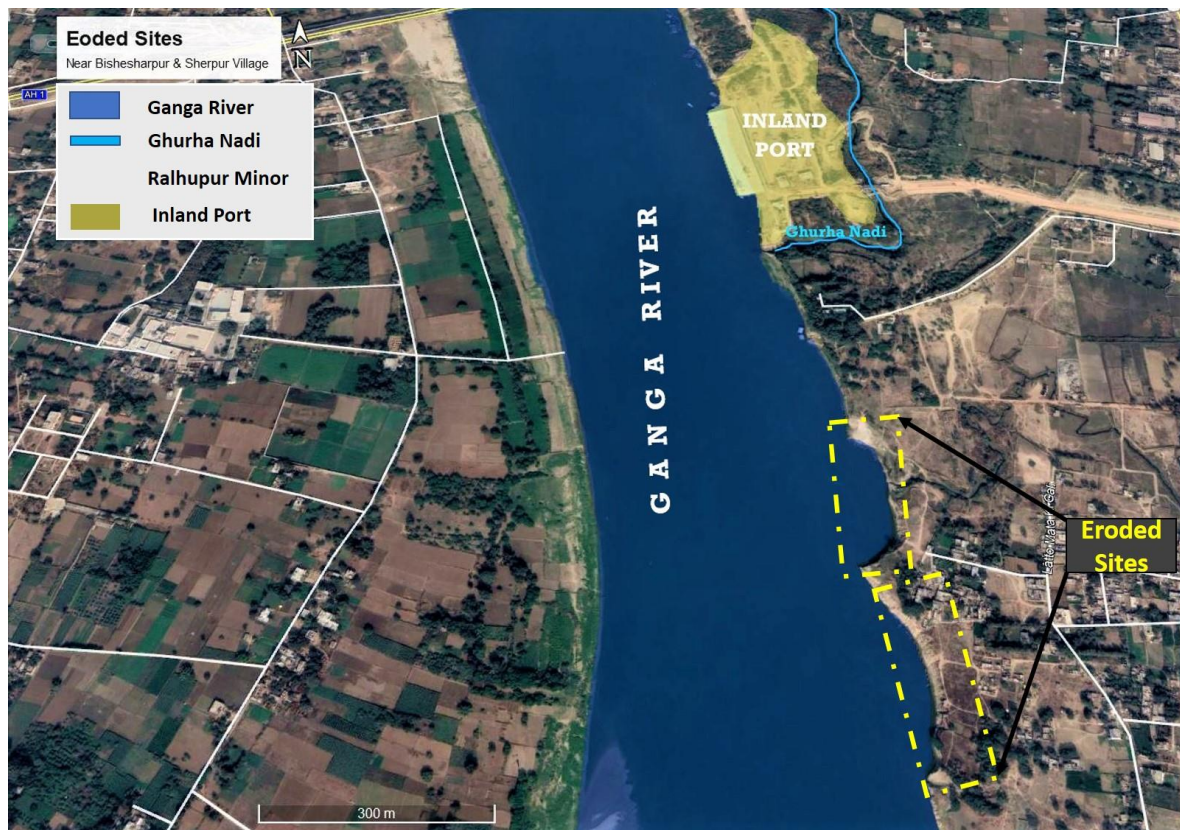 Eoded Sites
Near Bishesharpur & Sherpur Village
N
AH 1
Ganga River
Ghurha Nadi
Ralhupur Minor
Inland Port
INLAND
PORT
Ghurha Nadi
GANGA RIVER
Eroded
Sites
300 m